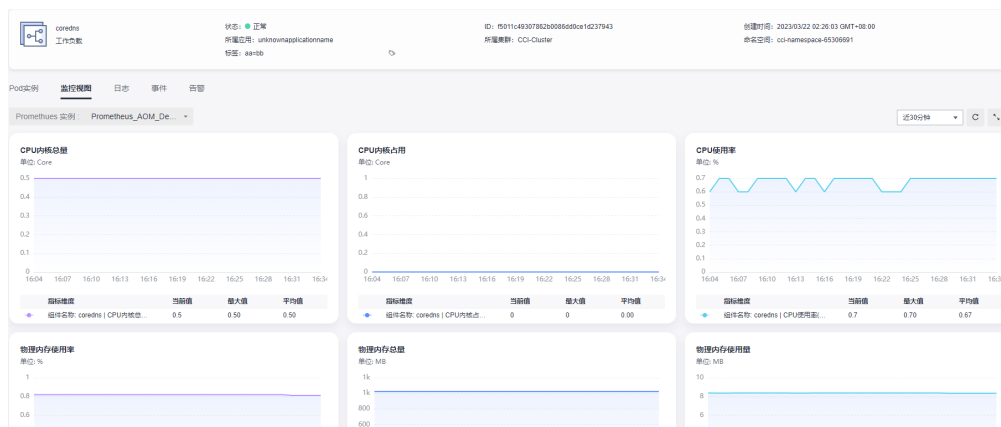 coredns
工作负载
状态: 正常
所属应用: unknownapplicationname
标签: aa=bb
ID: f5011c49307862b0086dd0ce1d237943
所属集群: CCI-Cluster
创建时间: 2023/03/22 02:26:03 GMT+08:00
命名空间: cci-namespace-65306691
Pod实例 监控视图 日志 事件 告警
Promethues 实例: Prometheus_AOM_De...
近30分钟
CPU内核总量
单位: Core
0.5
0.4
0.3
0.2
0.1
0
16:04 16:07 16:10 16:13 16:16 16:19 16:22 16:25 16:28 16:31
指标维度 当前值 最大值 平均值
组件名称: coredns | CPU内核总... 0.5 0.50 0.50
CPU内核占用
单位: Core
1
0.8
0.6
0.4
0.2
0
16:04 16:07 16:10 16:13 16:16 16:19 16:22 16:25 16:28 16:31
指标维度 当前值 最大值 平均值
组件名称: coredns | CPU内核占... 0 0 0.00
CPU使用率
单位: %
0.7
0.6
0.5
0.4
0.3
0.2
0.1
0
16:04 16:07 16:10 16:13 16:16 16:19 16:22 16:25 16:28 16:31
指标维度 当前值 最大值 平均值
组件名称: coredns | CPU使用率(... 0.7 0.70 0.67
物理内存使用率
单位: %
1
0.8
0.6
物理内存总量
单位: MB
1k
1k
800
600
物理内存使用量
单位: MB
10
8
6